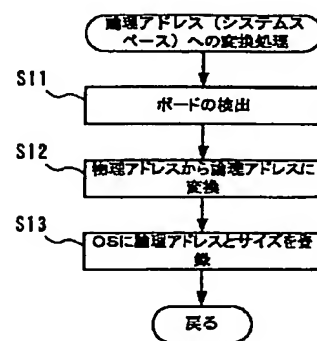 論理アドレス（システムス
ペース）への変換処理
S11
ボードの検出
S12
物理アドレスから論理アドレスに
変換
S13
OSに論理アドレスとサイズを登
録
戻る